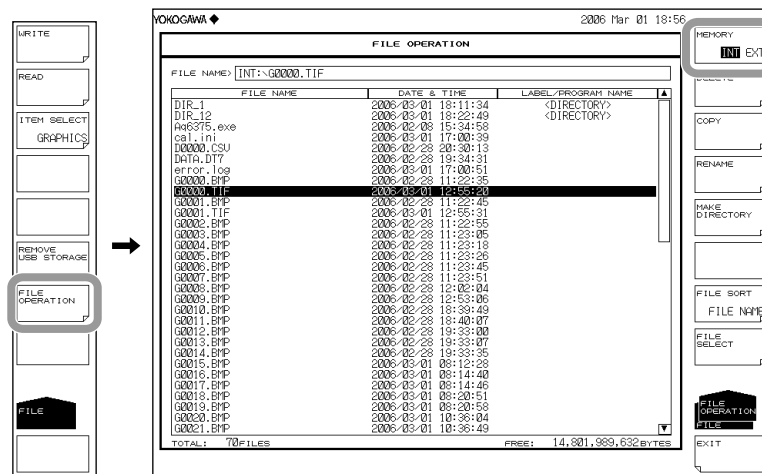 WRITE
READ
ITEM SELECT
GRAPHICS
REMOVE
USB STORAGE
FILE
OPERATION
FILE
YOKOGAWA ◆ 2006 Mar 01 18:56
FILE OPERATION
FILE NAME> INT:\G0000.TIF
FILE NAME DATE & TIME LABEL/PROGRAM NAME
DIR_1 2006/03/01 18:11:34 <DIRECTORY>
DIR_12 2006/03/01 18:22:49 <DIRECTORY>
Aq6375.exe 2006/02/08 15:34:58
cal.ini 2006/03/01 17:00:39
D0000.CSV 2006/02/28 20:30:13
DATA.DT7 2006/02/28 19:34:31
error.log 2006/03/01 17:00:51
G0000.BMP 2006/02/28 11:22:35
G0000.TIF 2006/03/01 12:55:20
G0001.BMP 2006/02/28 11:22:45
G0001.TIF 2006/03/01 12:55:31
G0002.BMP 2006/02/28 11:22:55
G0003.BMP 2006/02/28 11:23:05
G0004.BMP 2006/02/28 11:23:18
G0005.BMP 2006/02/28 11:23:26
G0006.BMP 2006/02/28 11:23:45
G0007.BMP 2006/02/28 11:23:51
G0008.BMP 2006/02/28 12:02:04
G0009.BMP 2006/02/28 12:53:06
G0010.BMP 2006/02/28 18:39:49
G0011.BMP 2006/02/28 18:40:07
G0012.BMP 2006/02/28 19:33:00
G0013.BMP 2006/02/28 19:33:07
G0014.BMP 2006/02/28 19:33:35
G0015.BMP 2006/03/01 08:12:28
G0016.BMP 2006/03/01 08:14:40
G0017.BMP 2006/03/01 08:14:46
G0018.BMP 2006/03/01 08:20:51
G0019.BMP 2006/03/01 08:20:58
G0020.BMP 2006/03/01 10:36:04
G0021.BMP 2006/03/01 10:36:49
TOTAL: 70FILES FREE: 14,801,989,632BYTES
MEMORY
INT EXT
DELETE
COPY
RENAME
MAKE
DIRECTORY
FILE SORT
FILE NAME
FILE
SELECT
FILE
OPERATION
FILE
EXIT